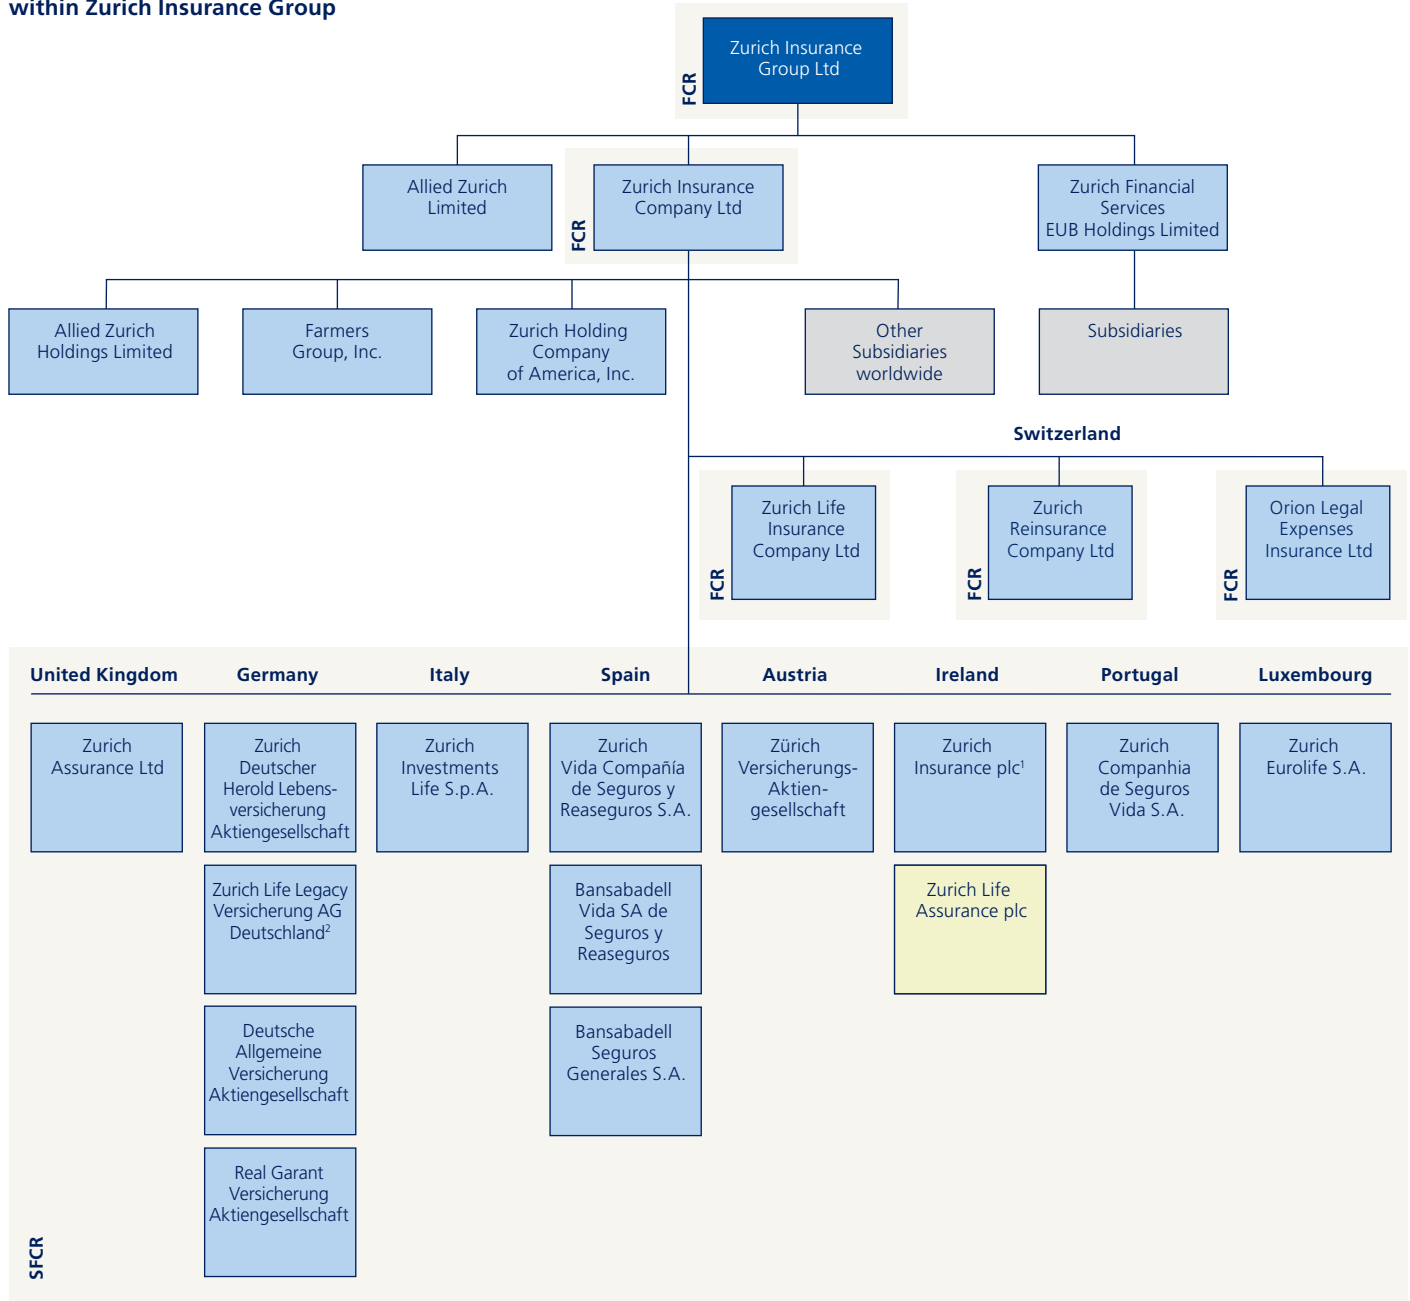 within Zurich Insurance Group
Zurich Insurance
Group Ltd
FCR
Allied Zurich
Limited
Zurich Insurance
Company Ltd
FCR
Zurich Financial
Services
EUB Holdings Limited
Allied Zurich
Holdings Limited
Farmers
Group, Inc.
Zurich Holding
Company
of America, Inc.
Other
Subsidiaries
worldwide
Subsidiaries
Switzerland
Zurich Life
Insurance
Company Ltd
FCR
Zurich
Reinsurance
Company Ltd
FCR
Orion Legal
Expenses
Insurance Ltd
FCR
United Kingdom
Germany
Italy
Spain
Austria
Ireland
Portugal
Luxembourg
Zurich
Assurance Ltd
Zurich
Deutscher
Herold Lebens-
versicherung
Aktiengesellschaft
Zurich
Investments
Life S.p.A.
Zurich
Vida Compañía
de Seguros y
Reaseguros S.A.
Zürich
Versicherungs-
Aktien-
gesellschaft
Zurich
Insurance plc¹
Zurich
Companhia
de Seguros
Vida S.A.
Zurich
Eurolife S.A.
Zurich Life Legacy
Versicherung AG
Deutschland²
Bansabadell
Vida SA de
Seguros y
Reaseguros
Zurich Life
Assurance plc
Deutsche
Allgemeine
Versicherung
Aktiengesellschaft
Bansabadell
Seguros
Generales S.A.
Real Garant
Versicherung
Aktiengesellschaft
SFCR